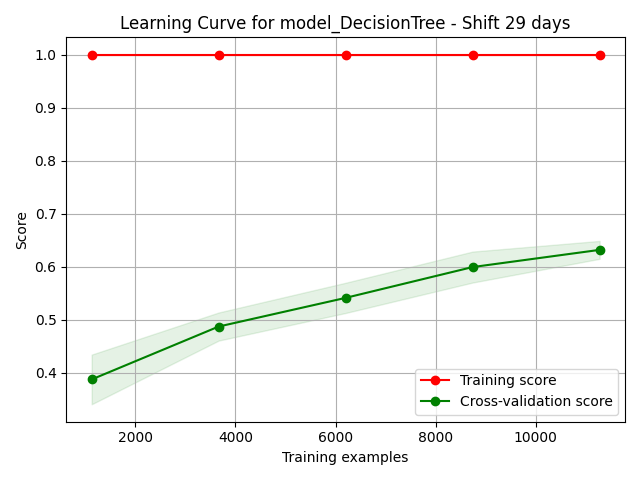 Learning Curve for model_DecisionTree - Shift 29 days
1.0
0.9
0.8
0.7
0.6
0.5
0.4
Score
2000 4000 6000 8000 10000
Training examples
Training score
Cross-validation score